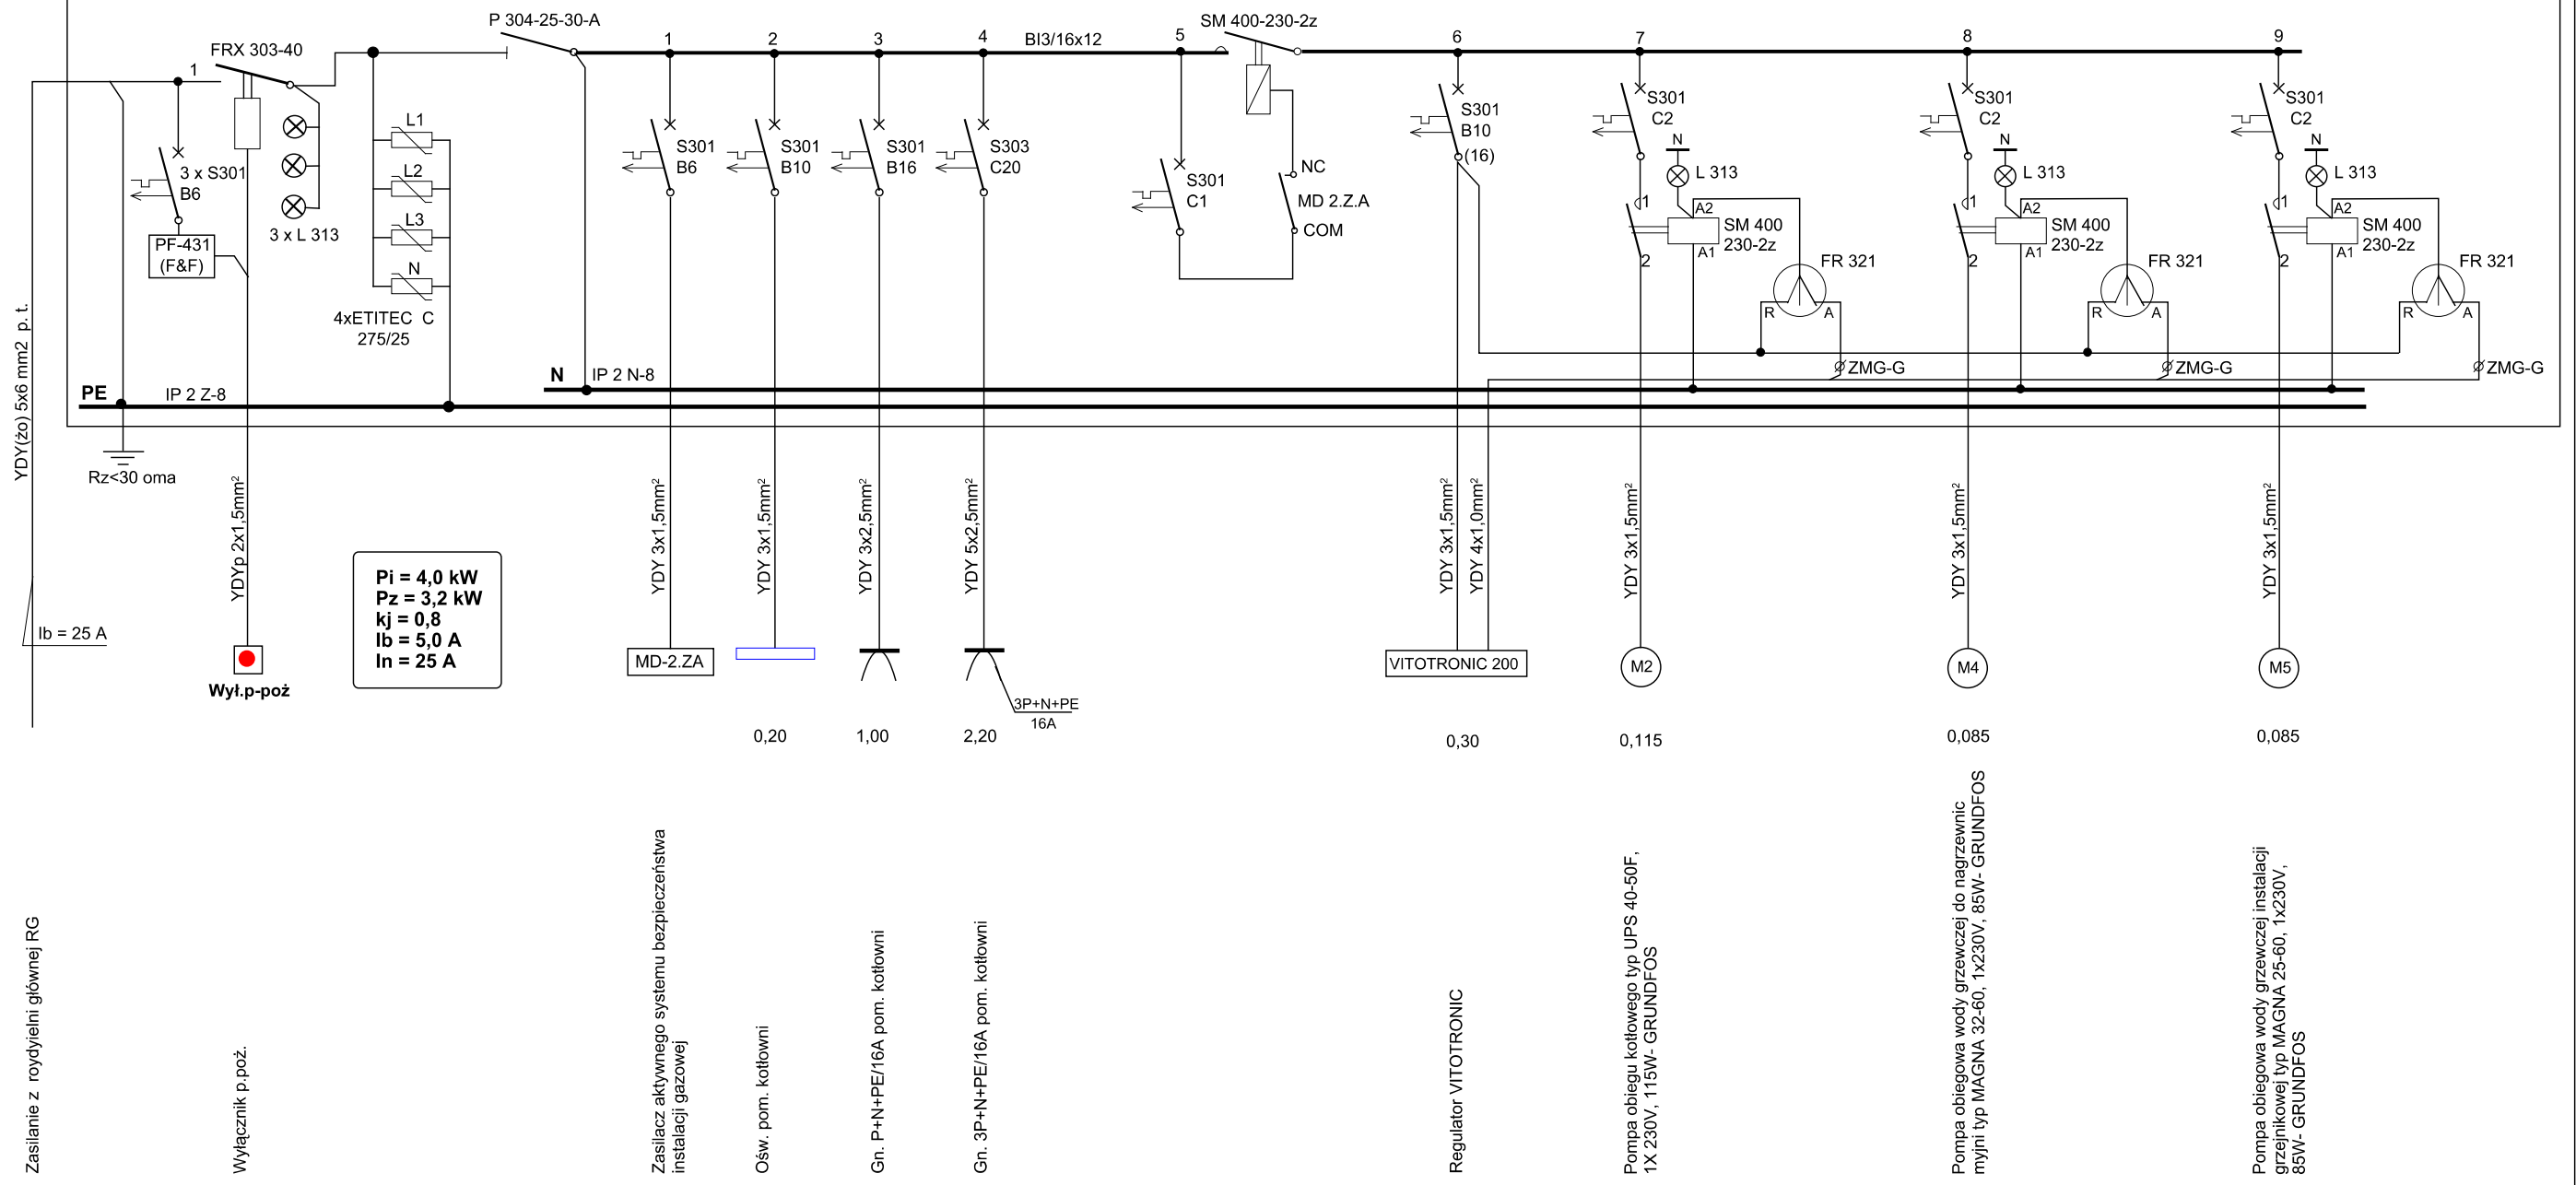 P 304-25-30-A
SM 400-230-2z
FRX 303-40
1
1
2
3
4
BI3/16x12
5
6
7
8
9
3 x S301
B6
PF-431
(F&F)
3 x L 313
L1
L2
L3
N
4xETITEC C
275/25
S301
B6
S301
B10
S301
B16
S303
C20
S301
C1
NC
MD 2.Z.A
COM
S301
B10
(16)
S301
C2
N
L 313
1
A2
SM 400
230-2z
A1
2
FR 321
R
A
ZMG-G
S301
C2
N
L 313
1
A2
SM 400
230-2z
A1
2
FR 321
R
A
ZMG-G
S301
C2
N
L 313
1
A2
SM 400
230-2z
A1
2
FR 321
R
A
ZMG-G
N
IP 2 N-8
PE
IP 2 Z-8
Rz<30 oma
YDY(żo) 5x6 mm2 p. t.
Ib = 25 A
YDYp 2x1,5mm²
Wył.p-poż
Pi = 4,0 kW
Pz = 3,2 kW
kj = 0,8
Ib = 5,0 A
In = 25 A
YDY 3x1,5mm²
YDY 3x1,5mm²
YDY 3x2,5mm²
YDY 5x2,5mm²
YDY 3x1,5mm²
YDY 4x1,0mm²
YDY 3x1,5mm²
YDY 3x1,5mm²
YDY 3x1,5mm²
MD-2.ZA
3P+N+PE
16A
VITOTRONIC 200
M2
M4
M5
0,20
1,00
2,20
0,30
0,115
0,085
0,085
Zasilanie z roydyielni głównej RG
Wyłącznik p.poż.
Zasilacz aktywnego systemu bezpieczeństwa
instalacji gazowej
Ośw. pom. kotłowni
Gn. P+N+PE/16A pom. kotłowni
Gn. 3P+N+PE/16A pom. kotłowni
Regulator VITOTRONIC
Pompa obiegu kotłowego typ UPS 40-50F,
1X 230V, 115W- GRUNDFOS
Pompa obiegowa wody grzewczej do nagrzewnic
myjni typ MAGNA 32-60, 1x230V, 85W- GRUNDFOS
Pompa obiegowa wody grzewczej instalacji
grzejnikowej typ MAGNA 25-60, 1x230V,
85W- GRUNDFOS